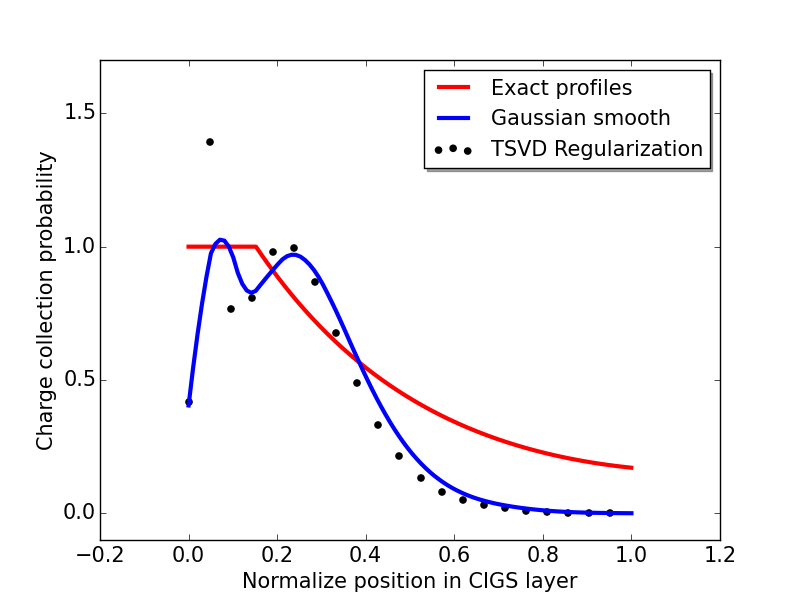 Exact profiles
Gaussian smooth
TSVD Regularization
1.5
1.0
0.5
0.0
−0.2 0.0 0.2 0.4 0.6 0.8 1.0 1.2
Charge collection probability
Normalize position in CIGS layer